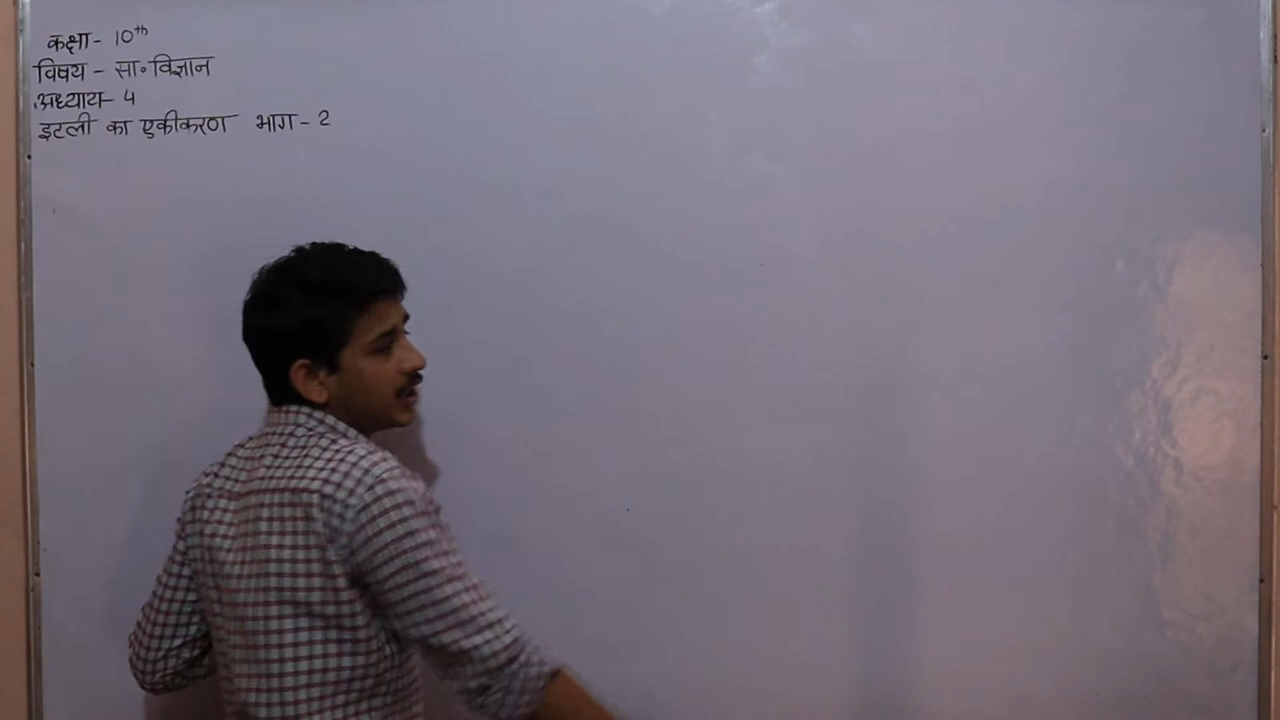 कक्षा - 10th
विषय - सा॰ विज्ञान
अध्याय - 4
इटली का एकीकरण भाग - 2